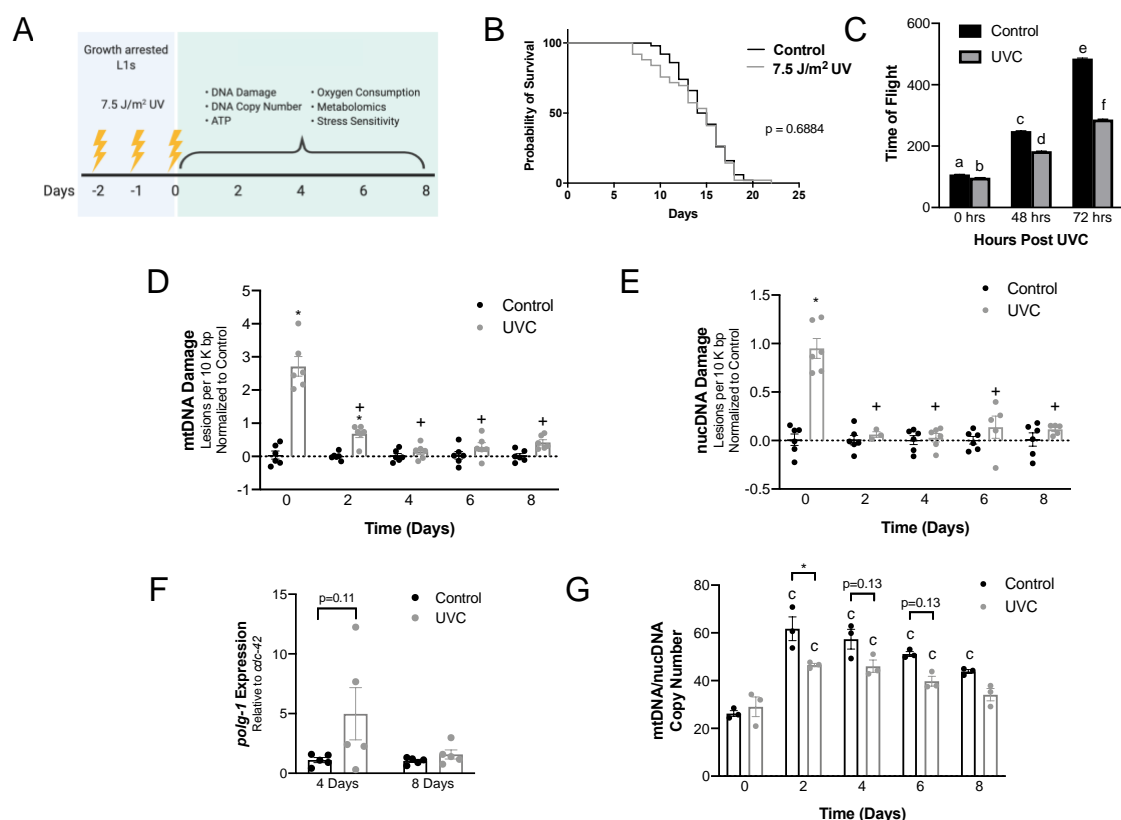 A
Growth arrested
L1s
7.5 J/m² UV
• DNA Damage
• DNA Copy Number
• ATP
• Oxygen Consumption
• Metabolomics
• Stress Sensitivity
Days -2 -1 0 2 4 6 8
B
Probability of Survival
100
50
0
0 5 10 15 20 25
Days
Control
7.5 J/m² UV
p = 0.6884
C
Time of Flight
600
400
200
0
Control
UVC
a b c d e f
0 hrs 48 hrs 72 hrs
Hours Post UVC
D
mtDNA Damage
Lesions per 10 K bp
Normalized to Control
5
4
3
2
1
0
-1
Control
UVC
*
+
*
+ + +
0 2 4 6 8
Time (Days)
E
nucDNA Damage
Lesions per 10 K bp
Normalized to Control
1.5
1.0
0.5
0.0
-0.5
Control
UVC
*
+ + + +
0 2 4 6 8
Time (Days)
F
polg-1 Expression
Relative to cdc-42
15
10
5
0
p=0.11
Control
UVC
4 Days 8 Days
G
mtDNA/nucDNA
Copy Number
80
60
40
20
0
*
p=0.13
p=0.13
Control
UVC
c c c c c c c
0 2 4 6 8
Time (Days)